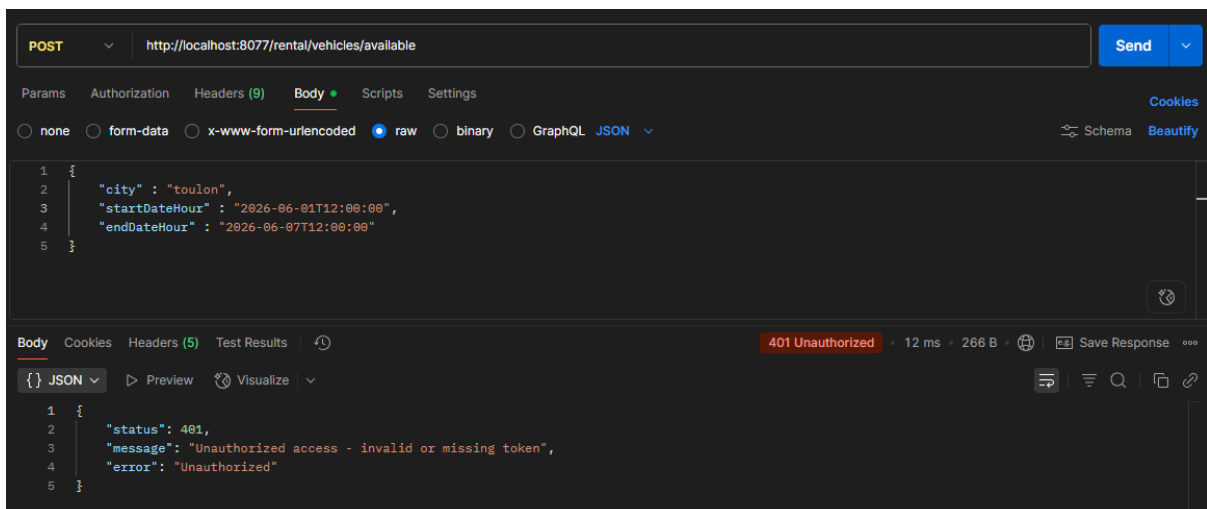 POST http://localhost:8077/rental/vehicles/available Send
Params Authorization Headers (9) Body Scripts Settings Cookies
none form-data x-www-form-urlencoded raw binary GraphQL JSON Schema Beautify
1 {
2 "city" : "toulon",
3 "startDateHour" : "2026-06-01T12:00:00",
4 "endDateHour" : "2026-06-07T12:00:00"
5 }
Body Cookies Headers (5) Test Results 401 Unauthorized • 12 ms • 266 B • e.g. Save Response
{} JSON Preview Visualize
1 {
2 "status": 401,
3 "message": "Unauthorized access - invalid or missing token",
4 "error": "Unauthorized"
5 }